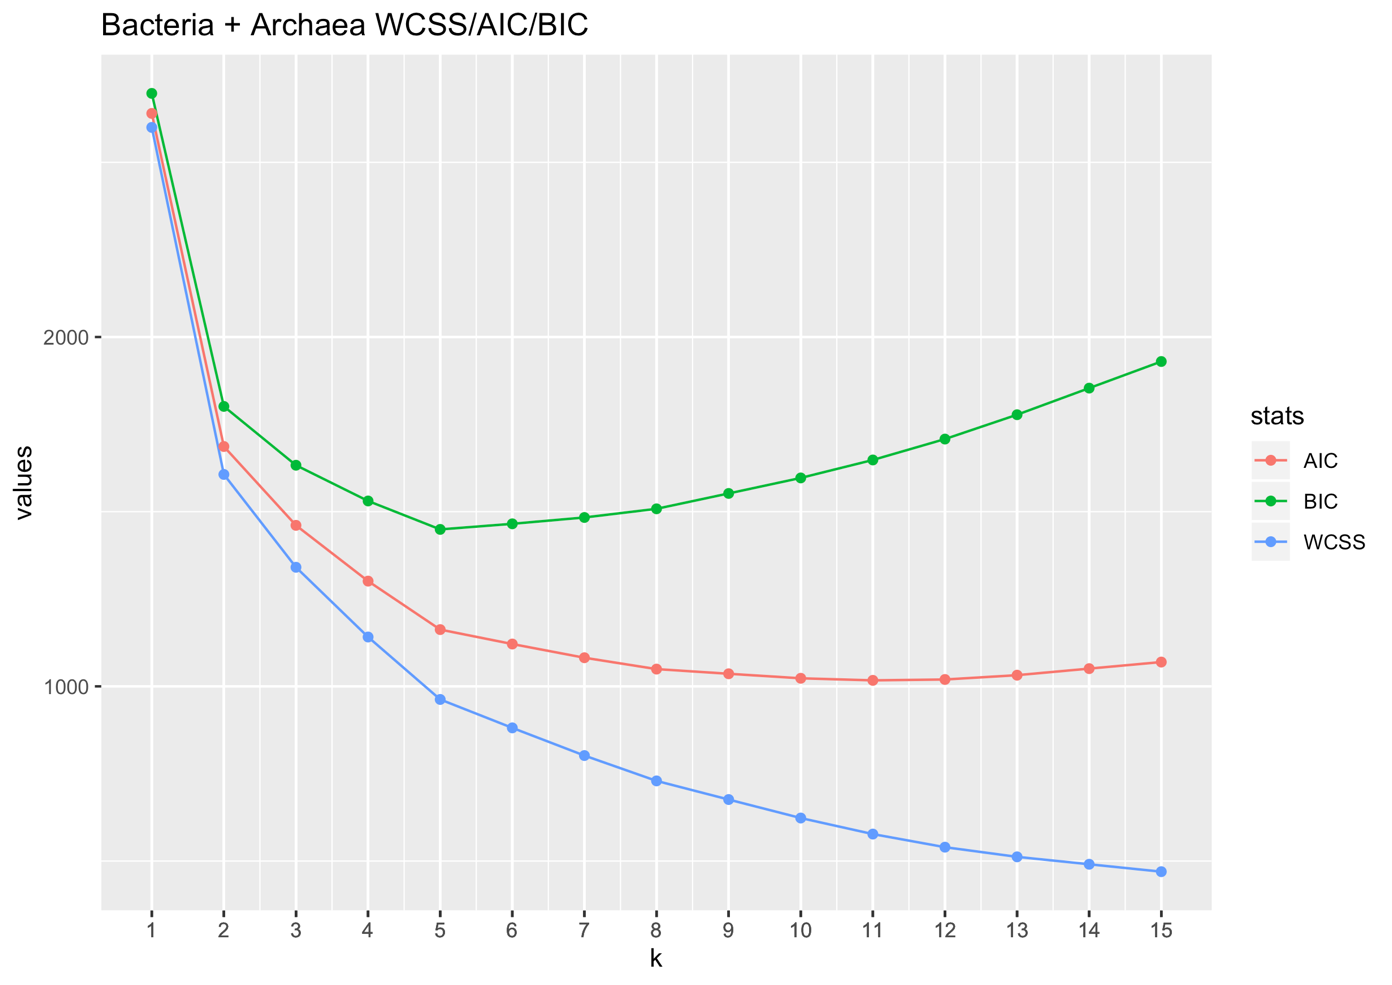 Bacteria + Archaea WCSS/AIC/BIC
values
2000
1000
1 2 3 4 5 6 7 8 9 10 11 12 13 14 15
k
stats
AIC
BIC
WCSS